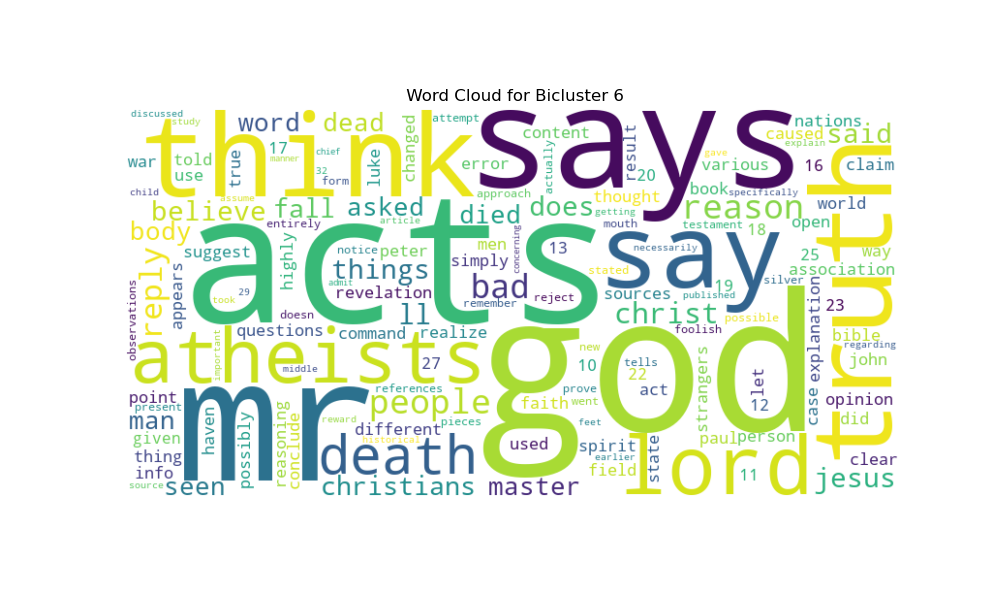 Word Cloud for Bicluster 6
discussed
study
think
says
word
dead
changed
attempt
content
result
nations
caused
said
explain
war
told
use
17
manner
chief
32
form
true
luke
error
actually
20
gave
various
16
claim
child
assume
approach
thought
book
specifically
world
believe
fall
asked
article
died
does
getting
mouth
reason
testament
open
truth
body
entirely
acts
say
18
suggest
highly
notice
peter
men
concerning
13
stated
necessarily
25
way
association
reply
appears
things
simply
admit
revelation
bad
remember
reject
sources
19
published
silver
23
observations
took
29
doesn
ll
christ
foolish
possible
explanation
bible
questions
command
realize
god
regarding
atheists
important
middle
27
new
10
tells
22
prove
act
strangers
let
12
case
john
point
present
mr
references
people
faith
went
opinion
man
given
haven
possibly
reasoning
conclude
reward
historical
different
pieces
feet
used
spirit
earlier
state
paul
person
did
thing
info
death
field
lord
11
clear
source
seen
christians
master
jesus